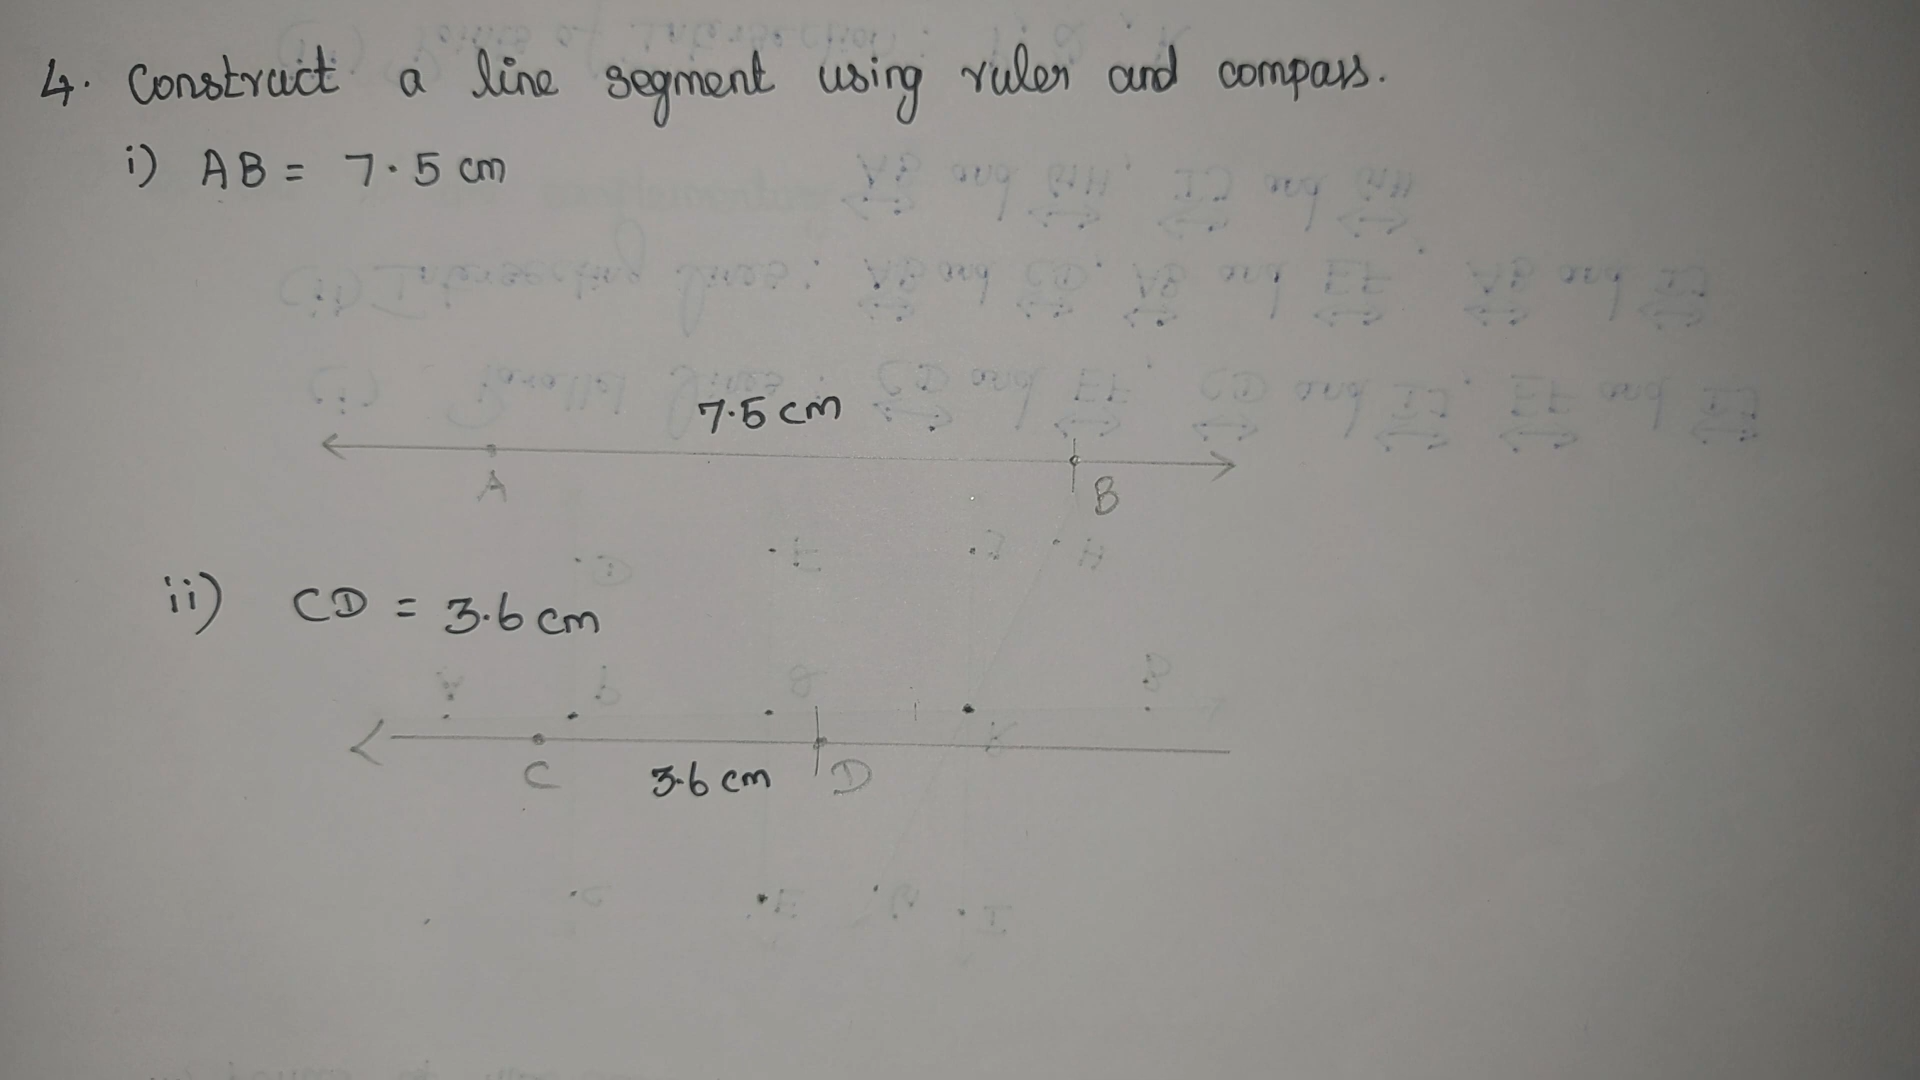 4. Construct a line segment using ruler and compass.
i) AB = 7.5 cm
7.5 cm
A
B
ii) CD = 3.6 cm
C
3.6 cm
D